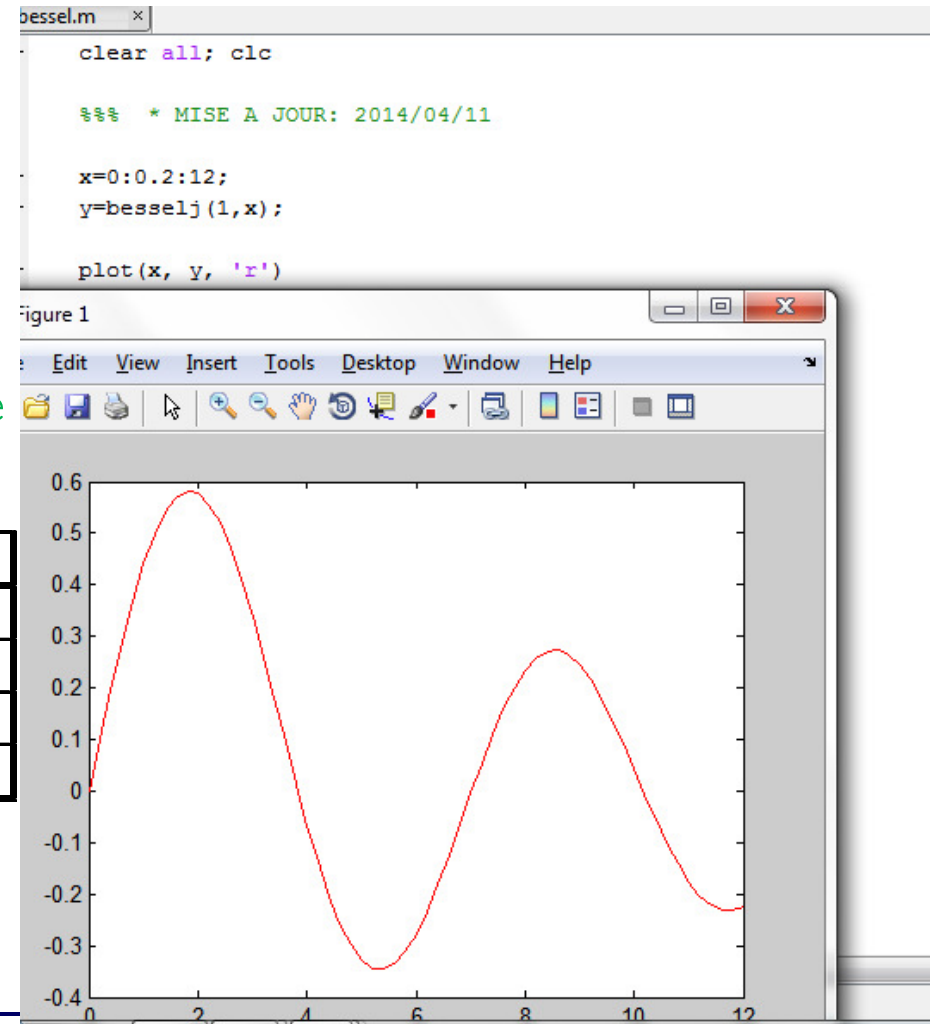 bessel.m ×
clear all; clc
%%% * MISE A JOUR: 2014/04/11
x=0:0.2:12;
y=besselj(1,x);
plot(x, y, 'r')
Figure 1
e Edit View Insert Tools Desktop Window Help
e
0.6
0.5
0.4
0.3
0.2
0.1
0
-0.1
-0.2
-0.3
-0.4
0 2 4 6 8 10 12